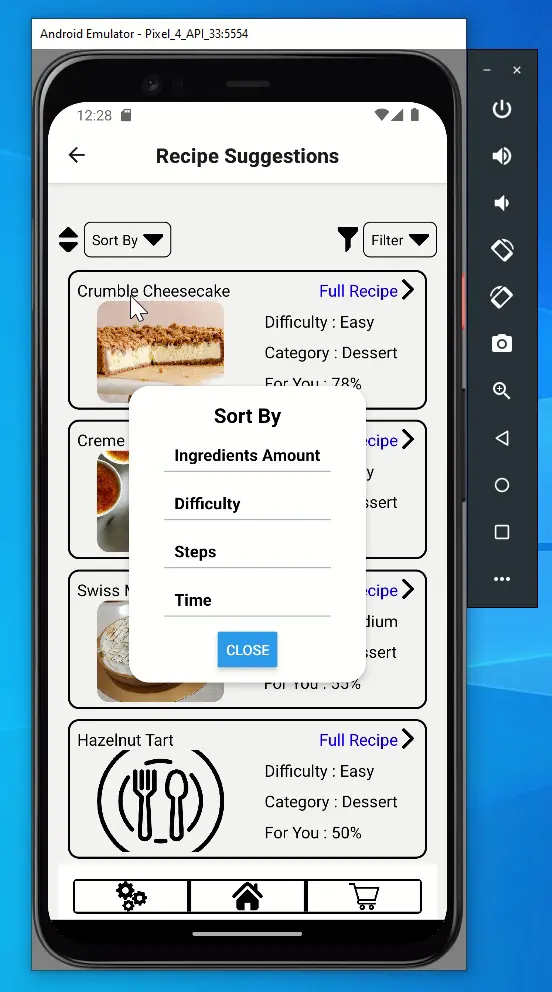 Android Emulator - Pixel_4_API_33:5554
12:28
Recipe Suggestions
Sort By
Filter
Crumble Cheesecake
Full Recipe
Difficulty : Easy
Category : Dessert
For You : 78%
Creme
ecipe
y
ssert
Sort By
Ingredients Amount
Difficulty
Steps
Time
CLOSE
Swiss M
ecipe
dium
ssert
For You : 55%
Hazelnut Tart
Full Recipe
Difficulty : Easy
Category : Dessert
For You : 50%